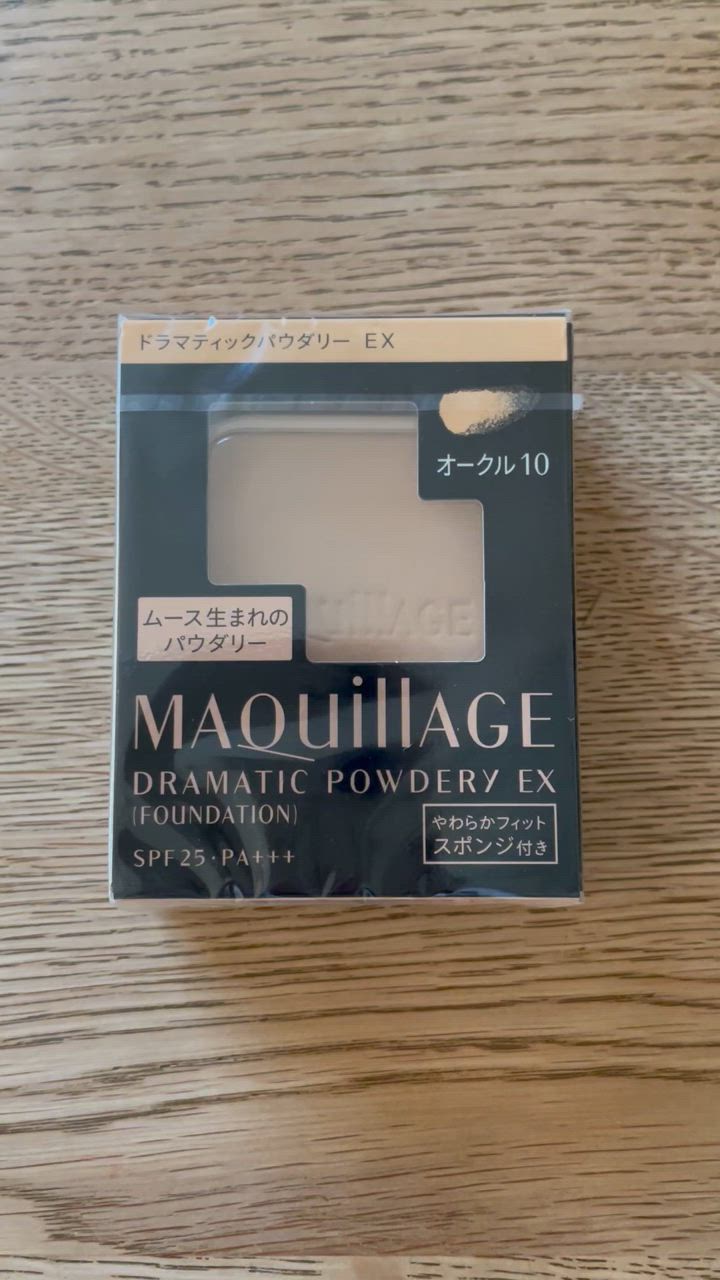 ドラマティックパウダリー EX
オークル10
ムース生まれの
パウダリー
MAQuillAGE
MAQuillAGE
DRAMATIC POWDERY EX
(FOUNDATION)
やわらかフィット
スポンジ付き
SPF25・PA+++